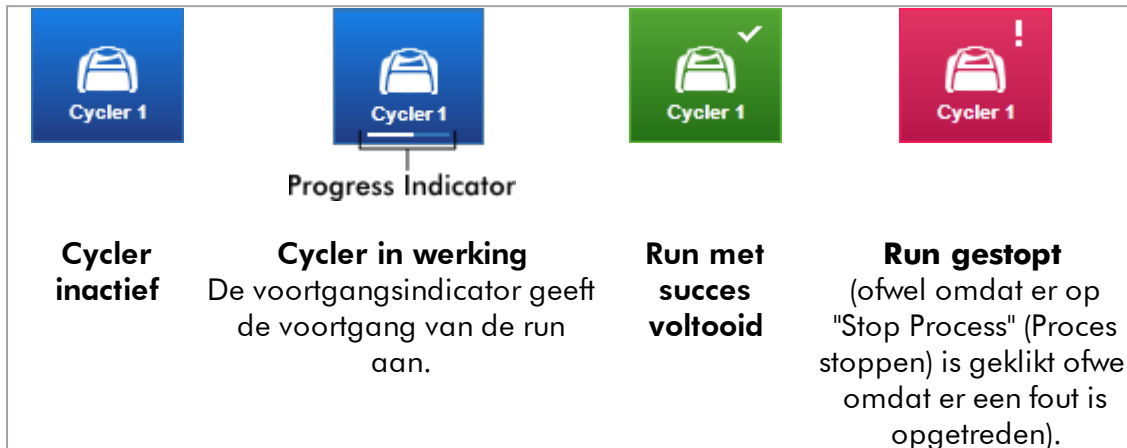 Cycler 1
Cycler 1
Cycler 1
!
Cycler 1
Progress Indicator
Cycler
inactief
Cycler in werking
De voortgangsindicator geeft
de voortgang van de run
aan.
Run met
succes
voltooid
Run gestopt
(ofwel omdat er op
"Stop Process" (Proces
stoppen) is geklikt ofwe
omdat er een fout is
opgetreden).